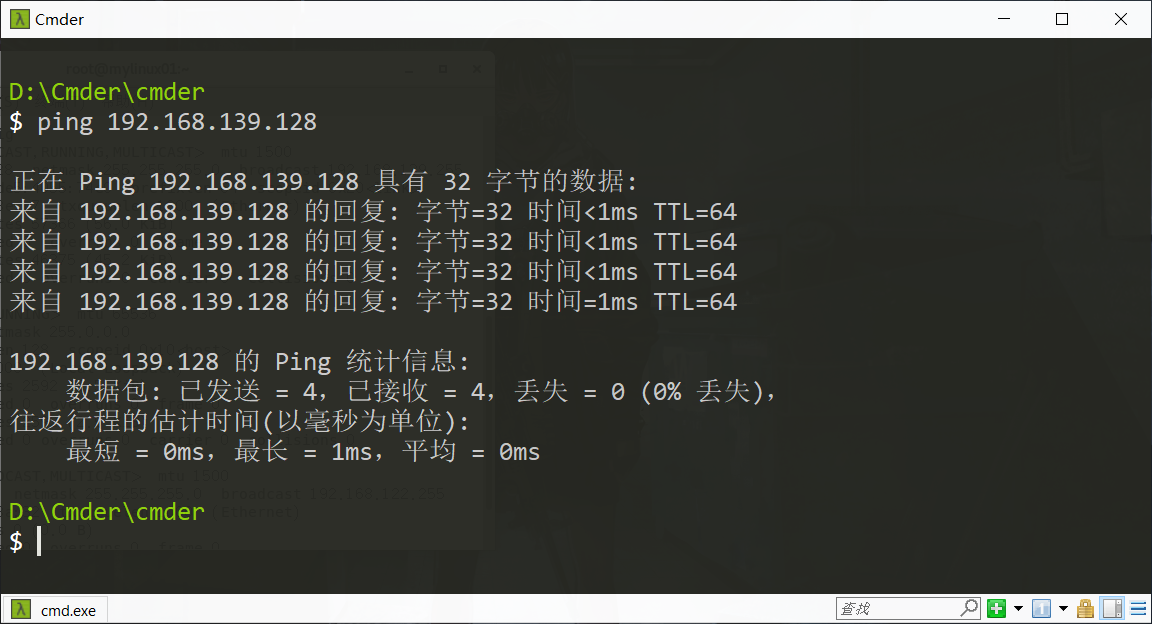 Cmder
root@mylinux01:~
D:\Cmder\cmder
$ ping 192.168.139.128
正在 Ping 192.168.139.128 具有 32 字节的数据:
来自 192.168.139.128 的回复: 字节=32 时间<1ms TTL=64
来自 192.168.139.128 的回复: 字节=32 时间<1ms TTL=64
来自 192.168.139.128 的回复: 字节=32 时间<1ms TTL=64
来自 192.168.139.128 的回复: 字节=32 时间=1ms TTL=64
192.168.139.128 的 Ping 统计信息:
数据包: 已发送 = 4，已接收 = 4，丢失 = 0 (0% 丢失)，
往返行程的估计时间(以毫秒为单位):
最短 = 0ms，最长 = 1ms，平均 = 0ms
D:\Cmder\cmder
$
cmd.exe
查找
1